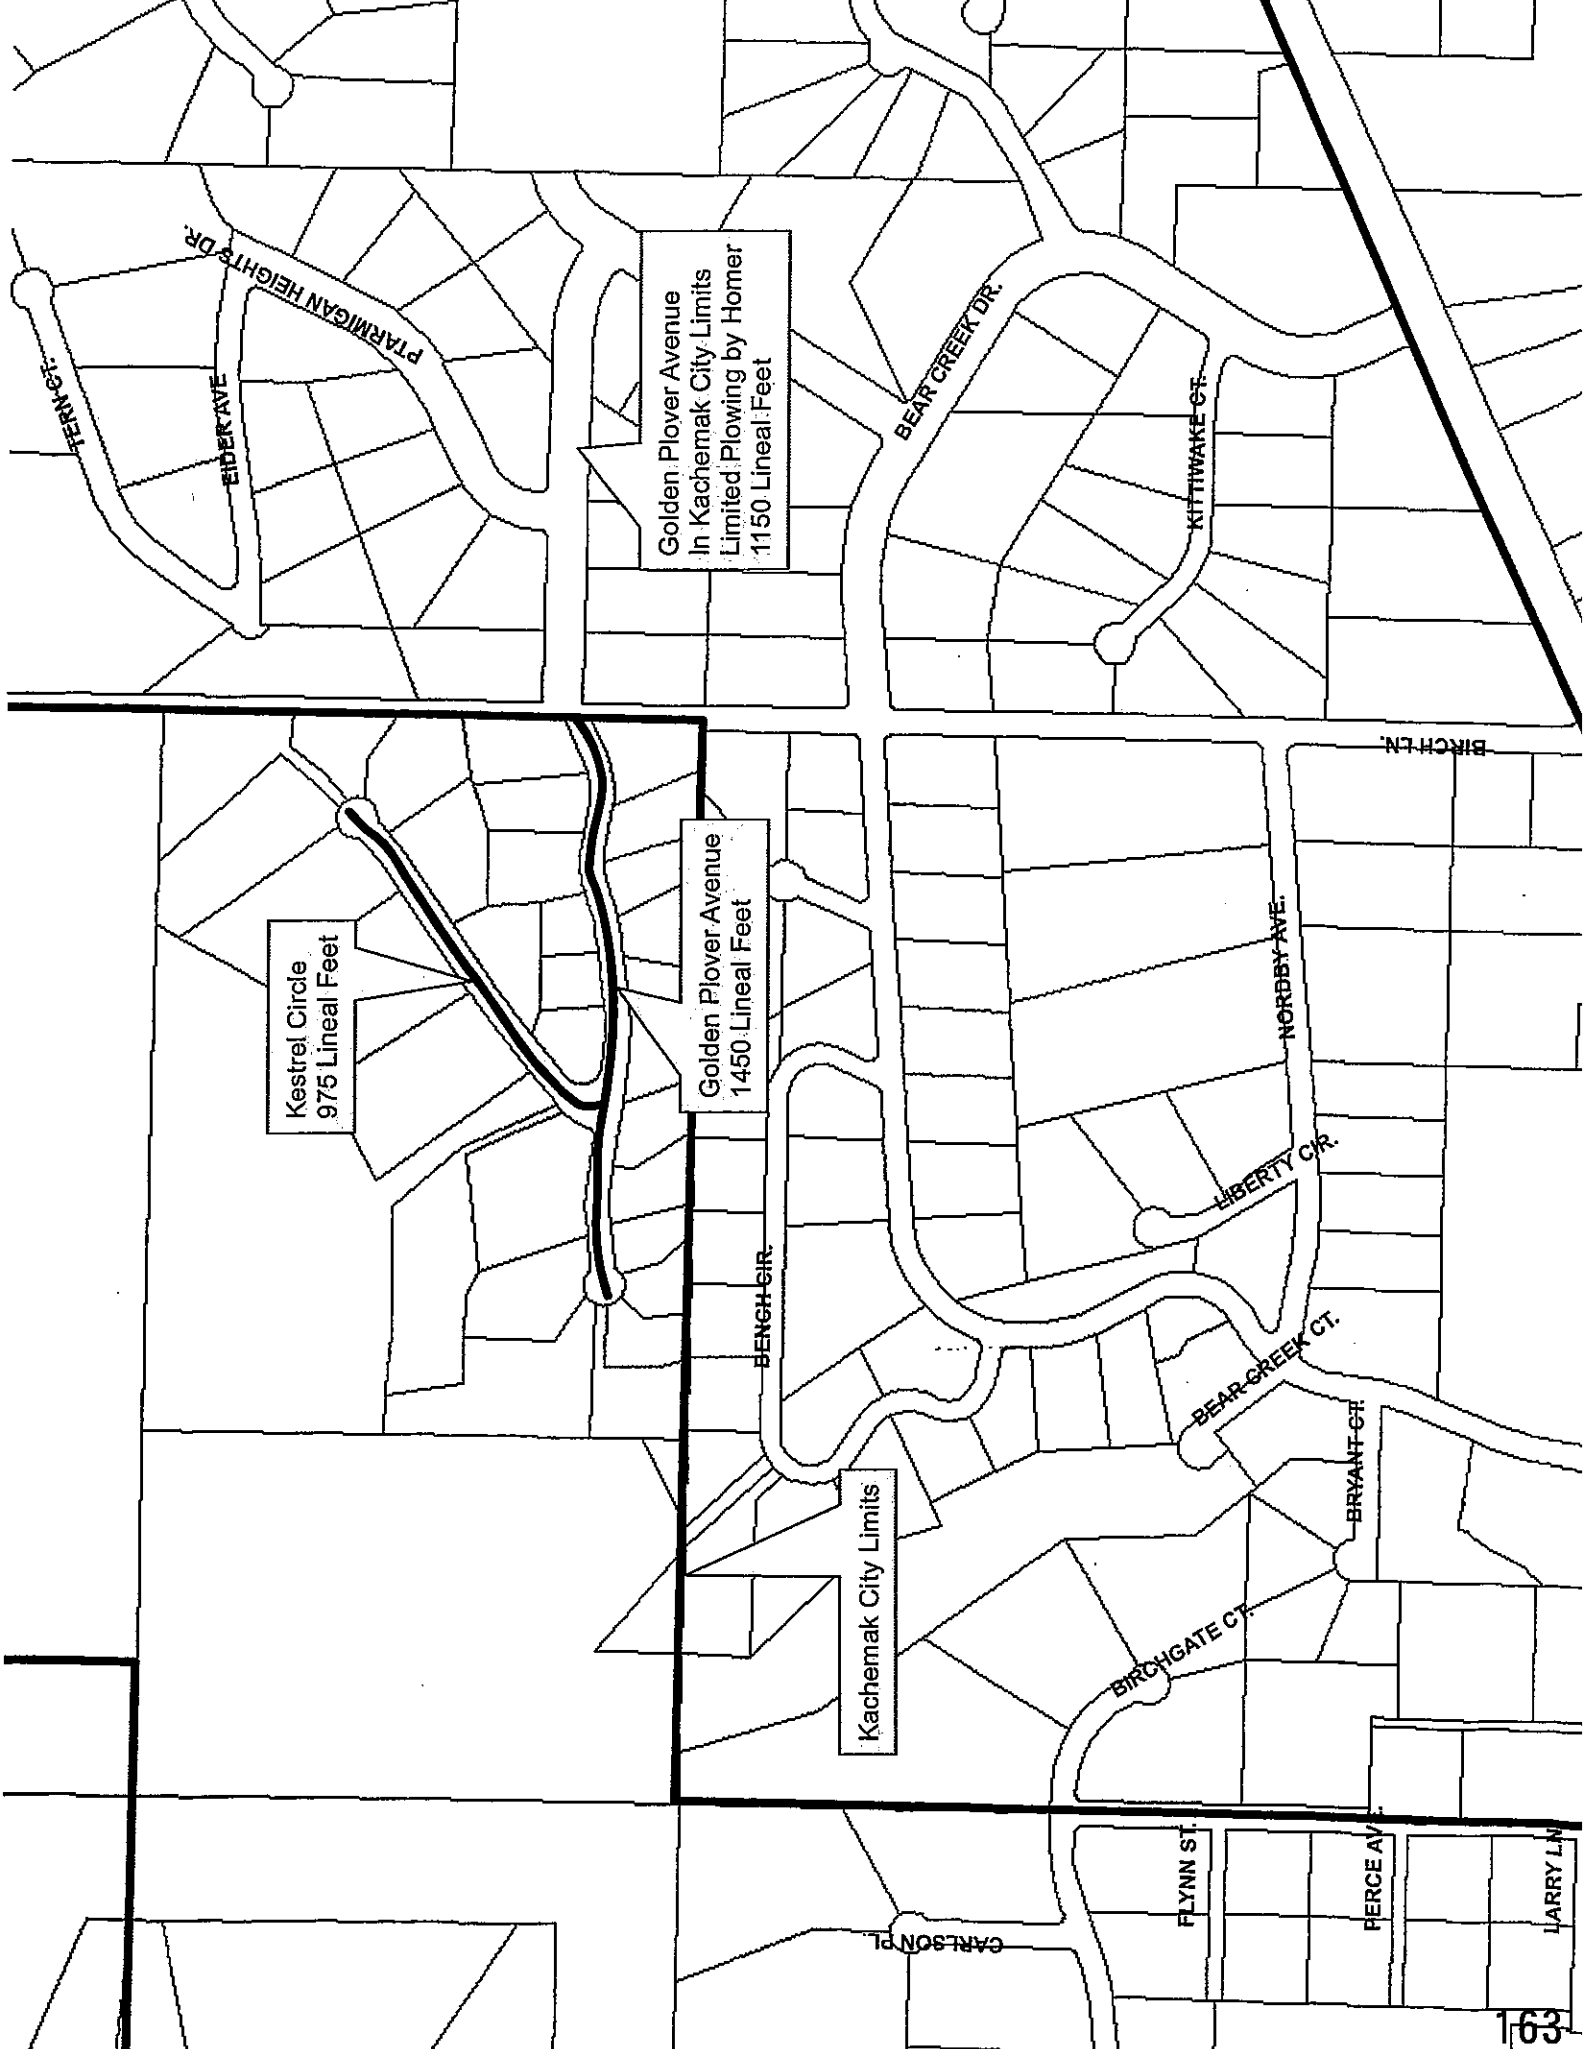 TERN CT.
EIDER AVE
PTARMIGAN HEIGHTS DR.
Golden Plover Avenue
In Kachemak City Limits
Limited Plowing by Homer
1150 Lineal Feet
BEAR CREEK DR.
KITTIWAKE CT.
BIRCH LN.
Kestrel Circle
975 Lineal Feet
Golden Plover Avenue
1450 Lineal Feet
NORDBY AVE.
LIBERTY CIR.
BENCH CIR.
BEAR CREEK CT.
BRYANT CT.
Kachemak City Limits
BIRCHGATE CT.
CARLSON PL.
FLYNN ST.
PIERCE AVE.
LARRY LN.
163